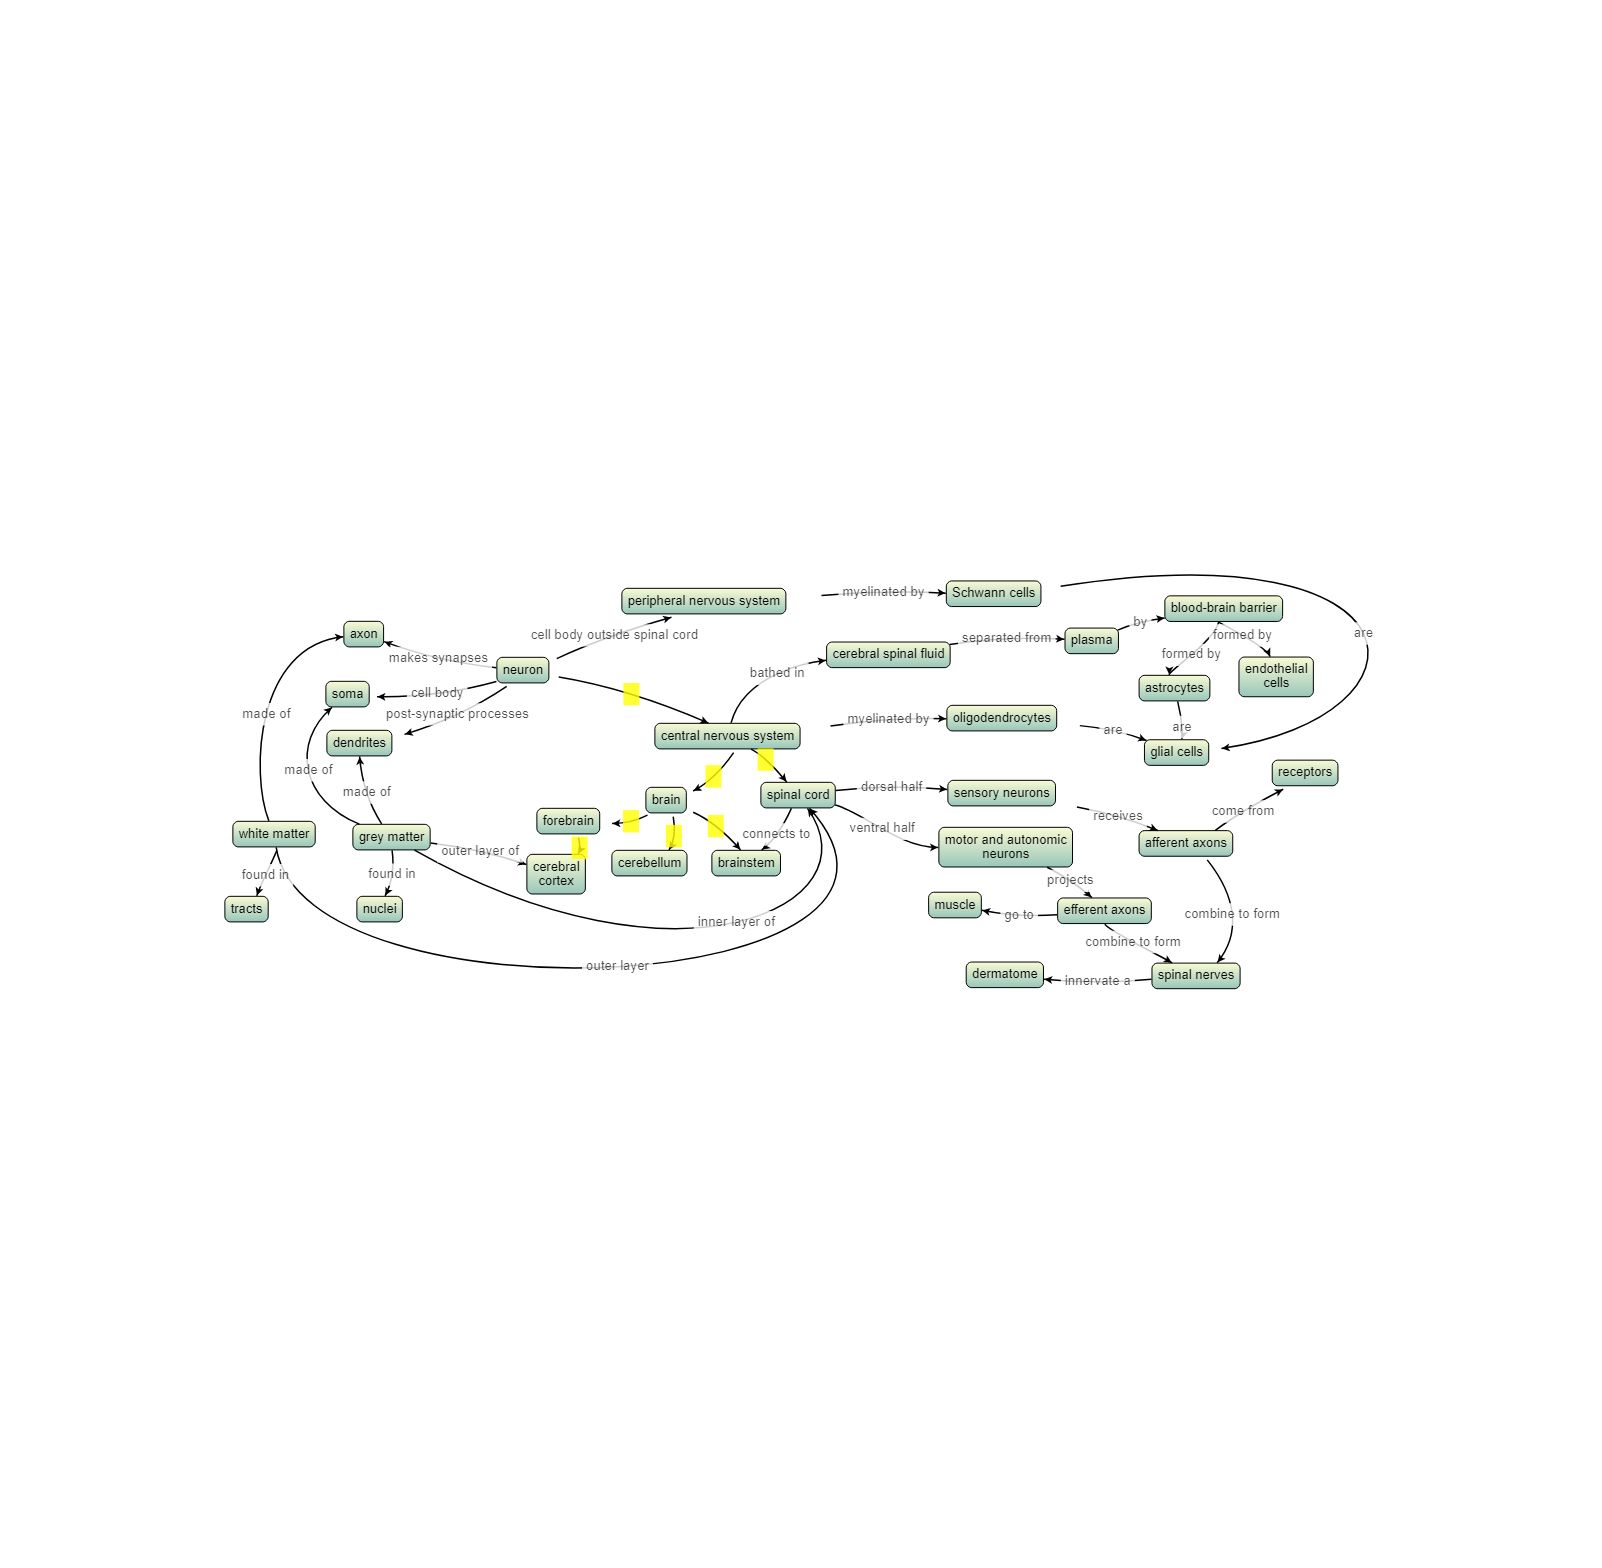 Schwann cells
myelinated by
peripheral nervous system
blood-brain barrier
by
are
axon
cell body outside spinal cord
formed by
separated from
plasma
makes synapses
cerebral spinal fluid
formed by
neuron
bathed in
endothelial
cells
soma
cell body
astrocytes
made of
post-synaptic processes
myelinated by
oligodendrocytes
are
are
dendrites
central nervous system
glial cells
made of
receptors
made of
dorsal half
sensory neurons
brain
spinal cord
come from
receives
forebrain
ventral half
white matter
grey matter
connects to
motor and autonomic
neurons
afferent axons
outer layer of
cerebellum
brainstem
cerebral
cortex
found in
found in
projects
tracts
nuclei
muscle
go to
efferent axons
combine to form
inner layer of
combine to form
outer layer
dermatome
innervate a
spinal nerves